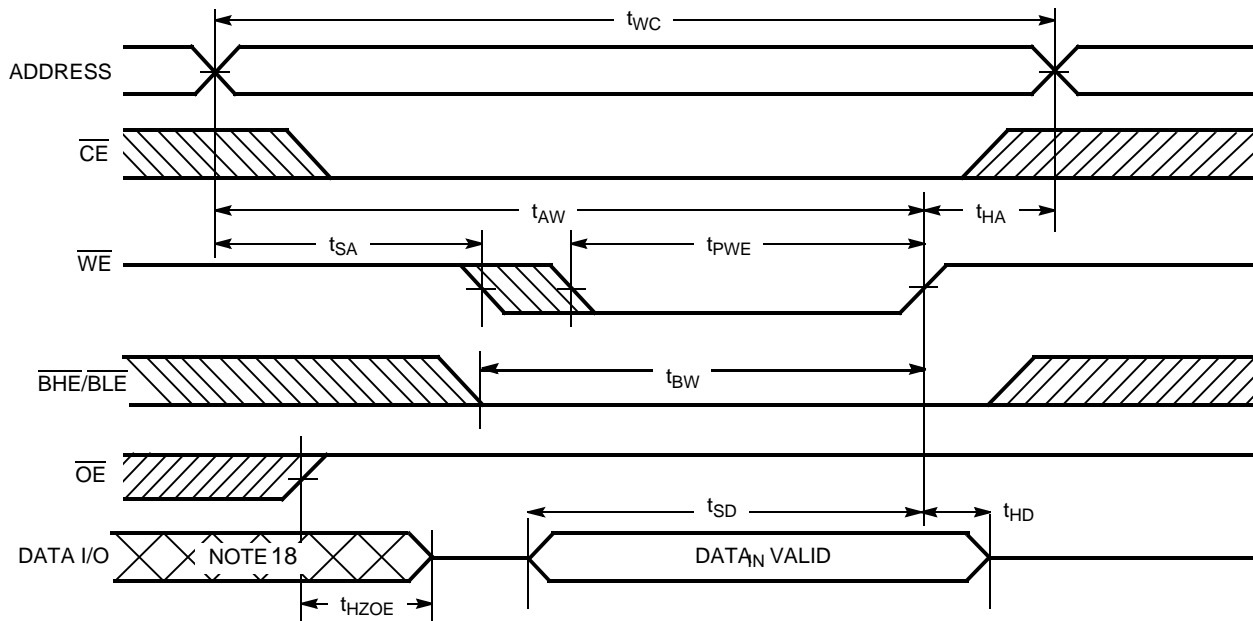 tWC
ADDRESS
CE
tAW
tHA
tSA
tPWE
WE
tBW
BHE/BLE
OE
tSD
tHD
DATA I/O
NOTE 18
DATAIN VALID
tHZOE